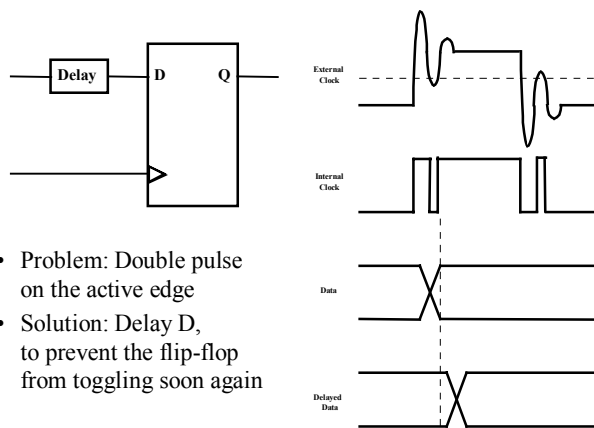 Delay
D
Q
• Problem: Double pulse
on the active edge
• Solution: Delay D,
to prevent the flip-flop
from toggling soon again
External
Clock
Internal
Clock
Data
Delayed
Data